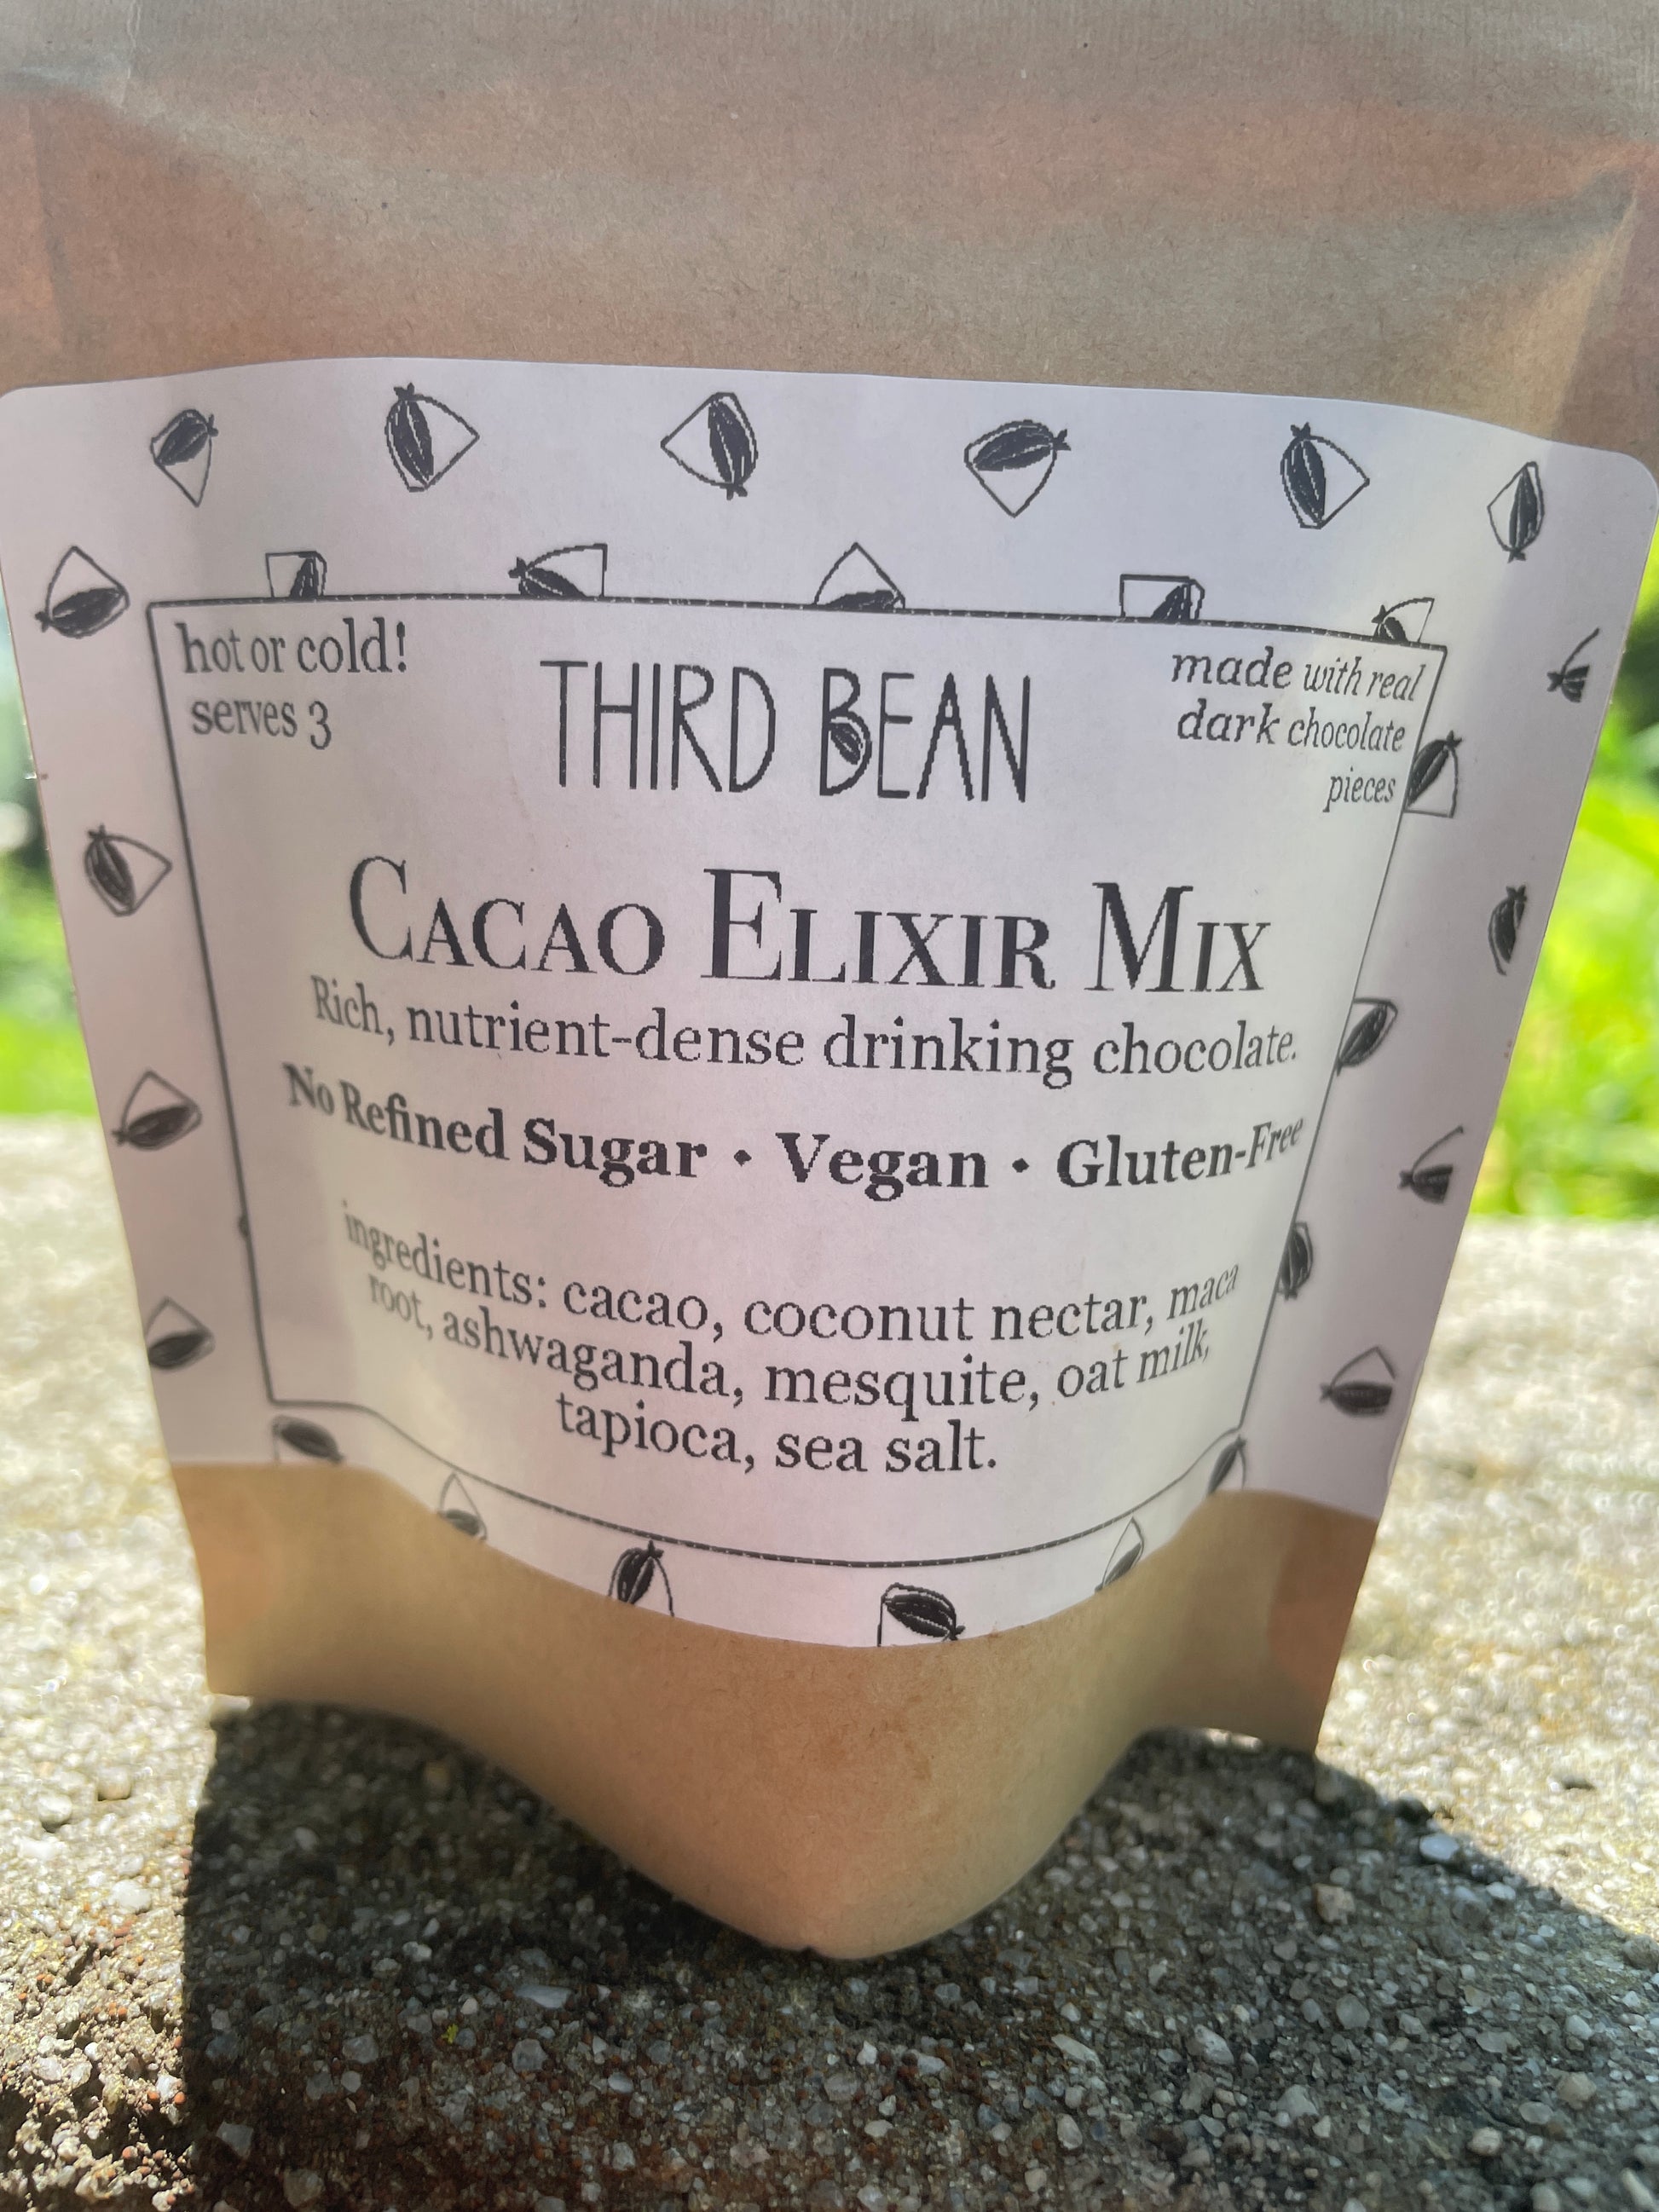 hot or cold!
serves 3
THIRD BEAN
made with real
dark chocolate
pieces
CACAO ELIXIR MIX
Rich, nutrient-dense drinking chocolate.
No Refined Sugar • Vegan • Gluten-Free
ingredients: cacao, coconut nectar, maca
root, ashwaganda, mesquite, oat milk,
tapioca, sea salt.